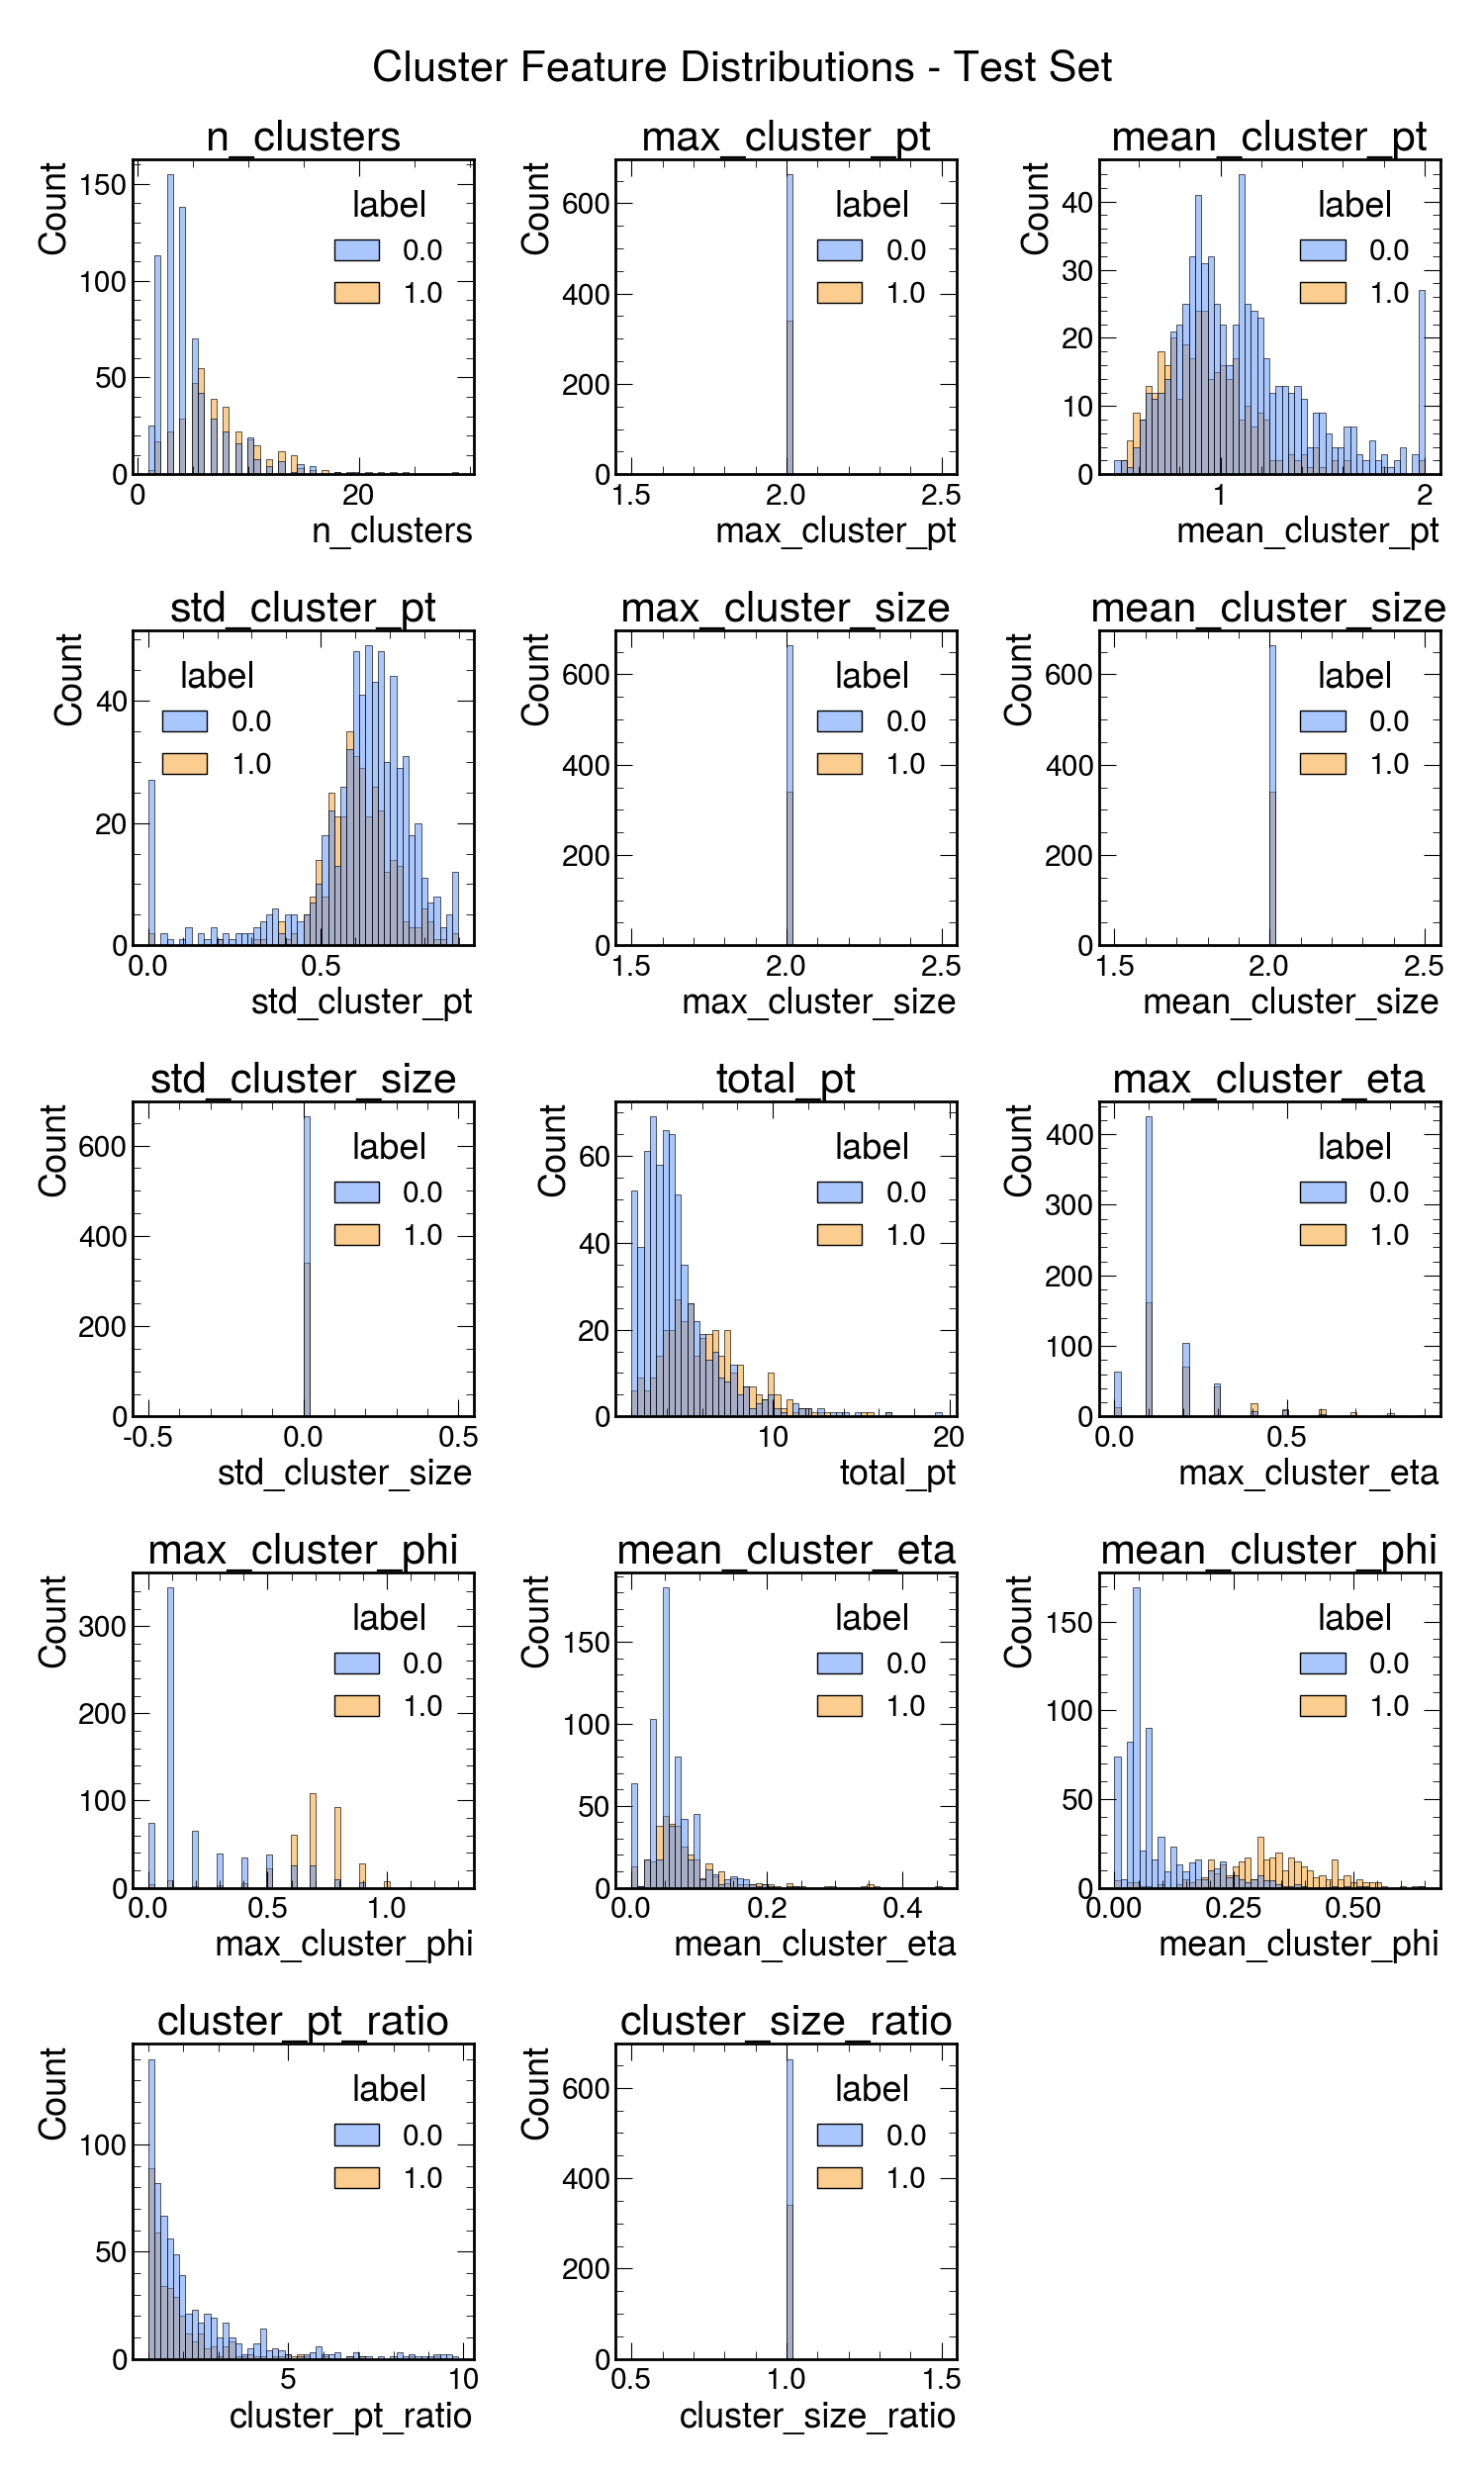 Cluster Feature Distributions - Test Set
n_clusters
Count
150
100
50
0
0
20
n_clusters
label
0.0
1.0
max_cluster_pt
Count
600
400
200
0
1.5
2.0
2.5
max_cluster_pt
label
0.0
1.0
mean_cluster_pt
Count
40
30
20
10
0
1
2
mean_cluster_pt
label
0.0
1.0
std_cluster_pt
Count
40
20
0
0.0
0.5
std_cluster_pt
label
0.0
1.0
max_cluster_size
Count
600
400
200
0
1.5
2.0
2.5
max_cluster_size
label
0.0
1.0
mean_cluster_size
Count
600
400
200
0
1.5
2.0
2.5
mean_cluster_size
label
0.0
1.0
std_cluster_size
Count
600
400
200
0
-0.5
0.0
0.5
std_cluster_size
label
0.0
1.0
total_pt
Count
60
40
20
0
10
20
total_pt
label
0.0
1.0
max_cluster_eta
Count
400
300
200
100
0
0.0
0.5
max_cluster_eta
label
0.0
1.0
max_cluster_phi
Count
300
200
100
0
0.0
0.5
1.0
max_cluster_phi
label
0.0
1.0
mean_cluster_eta
Count
150
100
50
0
0.0
0.2
0.4
mean_cluster_eta
label
0.0
1.0
mean_cluster_phi
Count
150
100
50
0
0.00
0.25
0.50
mean_cluster_phi
label
0.0
1.0
cluster_pt_ratio
Count
100
50
0
5
10
cluster_pt_ratio
label
0.0
1.0
cluster_size_ratio
Count
600
400
200
0
0.5
1.0
1.5
cluster_size_ratio
label
0.0
1.0